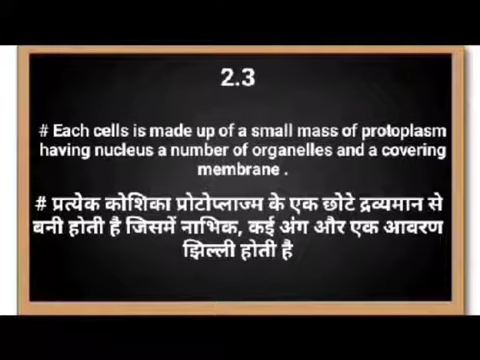 2.3
# Each cells is made up of a small mass of protoplasm
having nucleus a number of organelles and a covering
membrane .
# प्रत्येक कोशिका प्रोटोप्लाज्म के एक छोटे द्रव्यमान से
बनी होती है जिसमें नाभिक, कई अंग और एक आवरण
झिल्ली होती है